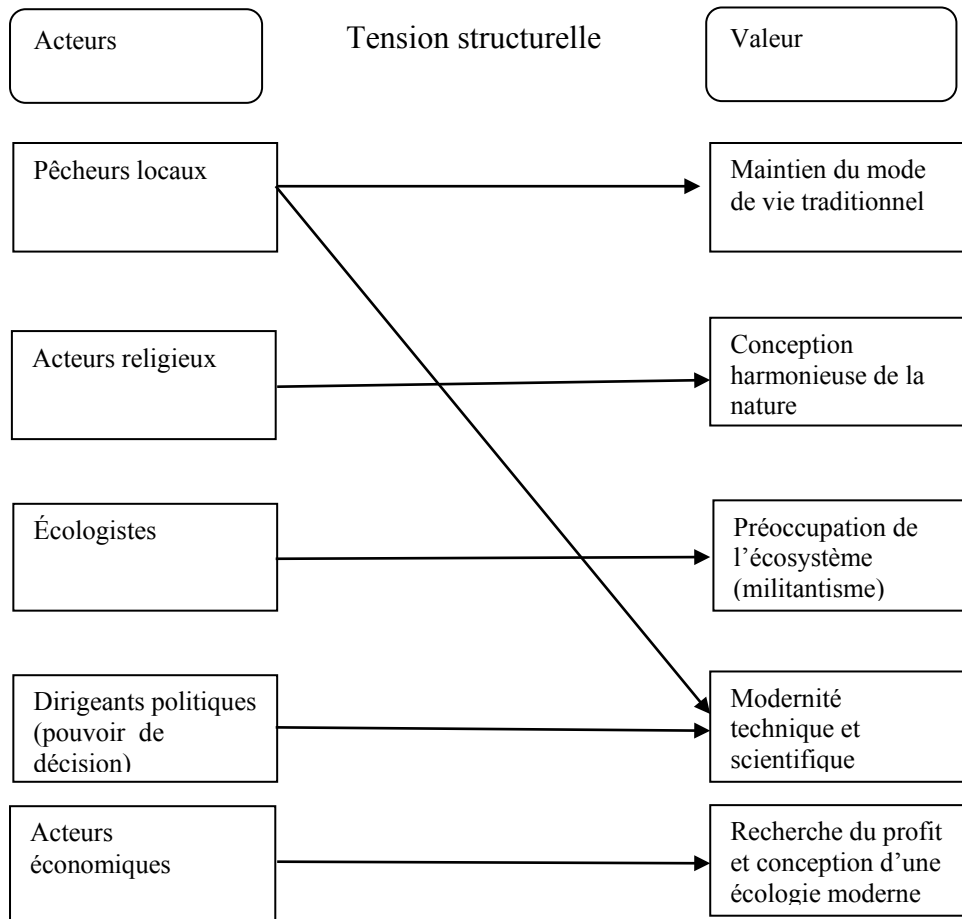 Acteurs
Tension structurelle
Valeur
Pêcheurs locaux
Maintien du mode
de vie traditionnel
Acteurs religieux
Conception
harmonieuse de la
nature
Écologistes
Préoccupation de
l’écosystème
(militantisme)
Dirigeants politiques
(pouvoir de
décision)
Modernité
technique et
scientifique
Acteurs
économiques
Recherche du profit
et conception d’une
écologie moderne